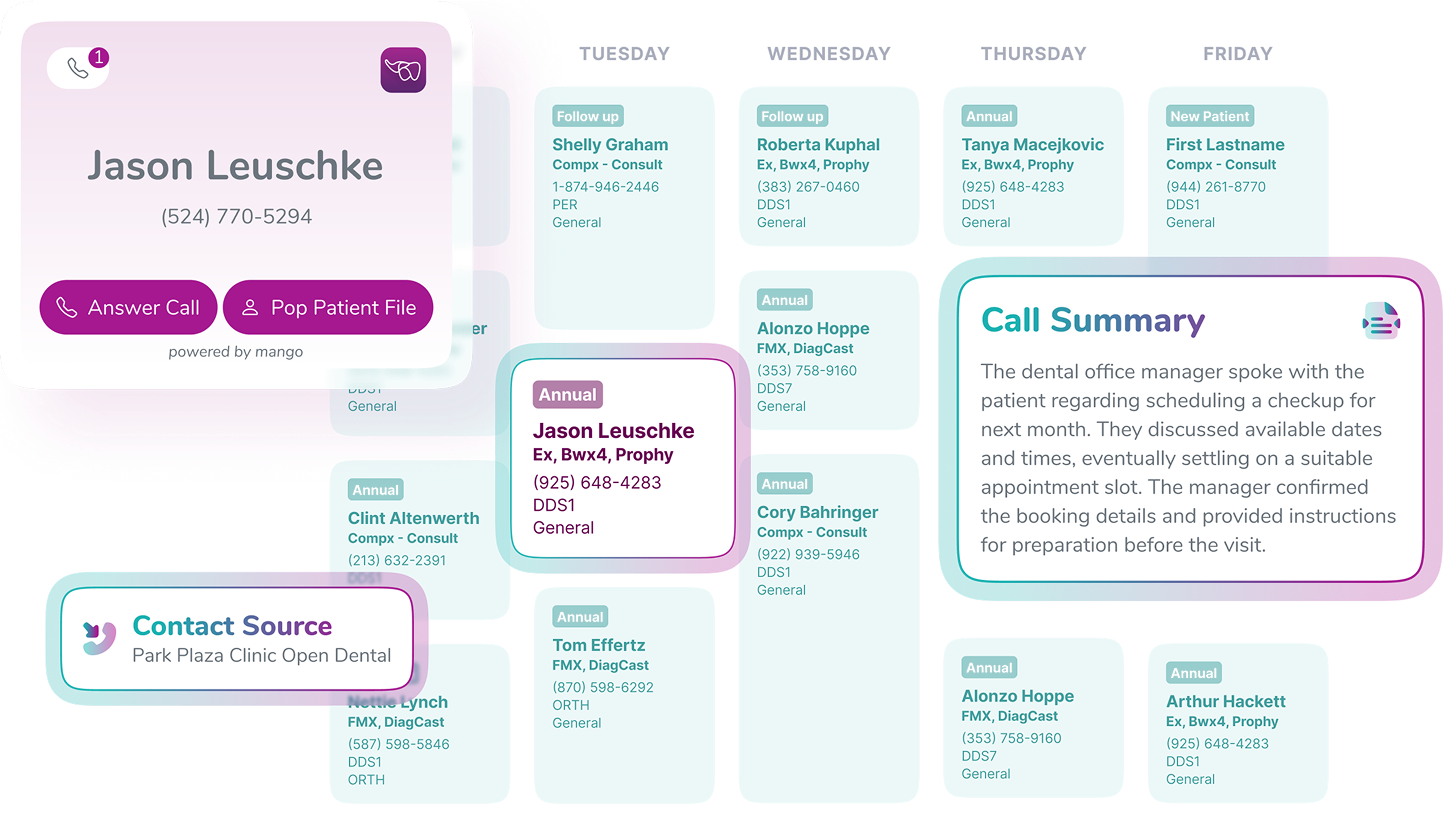 1
Jason Leuschke
(524) 770-5294
Answer Call
Pop Patient File
powered by mango
DDS1
General
Annual
Clint Altenwerth
Compx - Consult
(213) 632-2391
DDS1
Contact Source
Park Plaza Clinic Open Dental
Nettie Lynch
FMX, DiagCast
(587) 598-5846
DDS1
ORTH
TUESDAY
Follow up
Shelly Graham
Compx - Consult
1-874-946-2446
PER
General
Annual
Jason Leuschke
Ex, Bwx4, Prophy
(925) 648-4283
DDS1
General
Annual
Tom Effertz
FMX, DiagCast
(870) 598-6292
ORTH
General
WEDNESDAY
Follow up
Roberta Kuphal
Ex, Bwx4, Prophy
(383) 267-0460
DDS1
General
Annual
Alonzo Hoppe
FMX, DiagCast
(353) 758-9160
DDS7
General
Annual
Cory Bahringer
Compx - Consult
(922) 939-5946
DDS1
General
THURSDAY
Annual
Tanya Macejkovic
Ex, Bwx4, Prophy
(925) 648-4283
DDS1
General
FRIDAY
New Patient
First Lastname
Compx - Consult
(944) 261-8770
DDS1
General
Call Summary
The dental office manager spoke with the
patient regarding scheduling a checkup for
next month. They discussed available dates
and times, eventually settling on a suitable
appointment slot. The manager confirmed
the booking details and provided instructions
for preparation before the visit.
Annual
Alonzo Hoppe
FMX, DiagCast
(353) 758-9160
DDS7
General
Annual
Arthur Hackett
Ex, Bwx4, Prophy
(925) 648-4283
DDS1
General